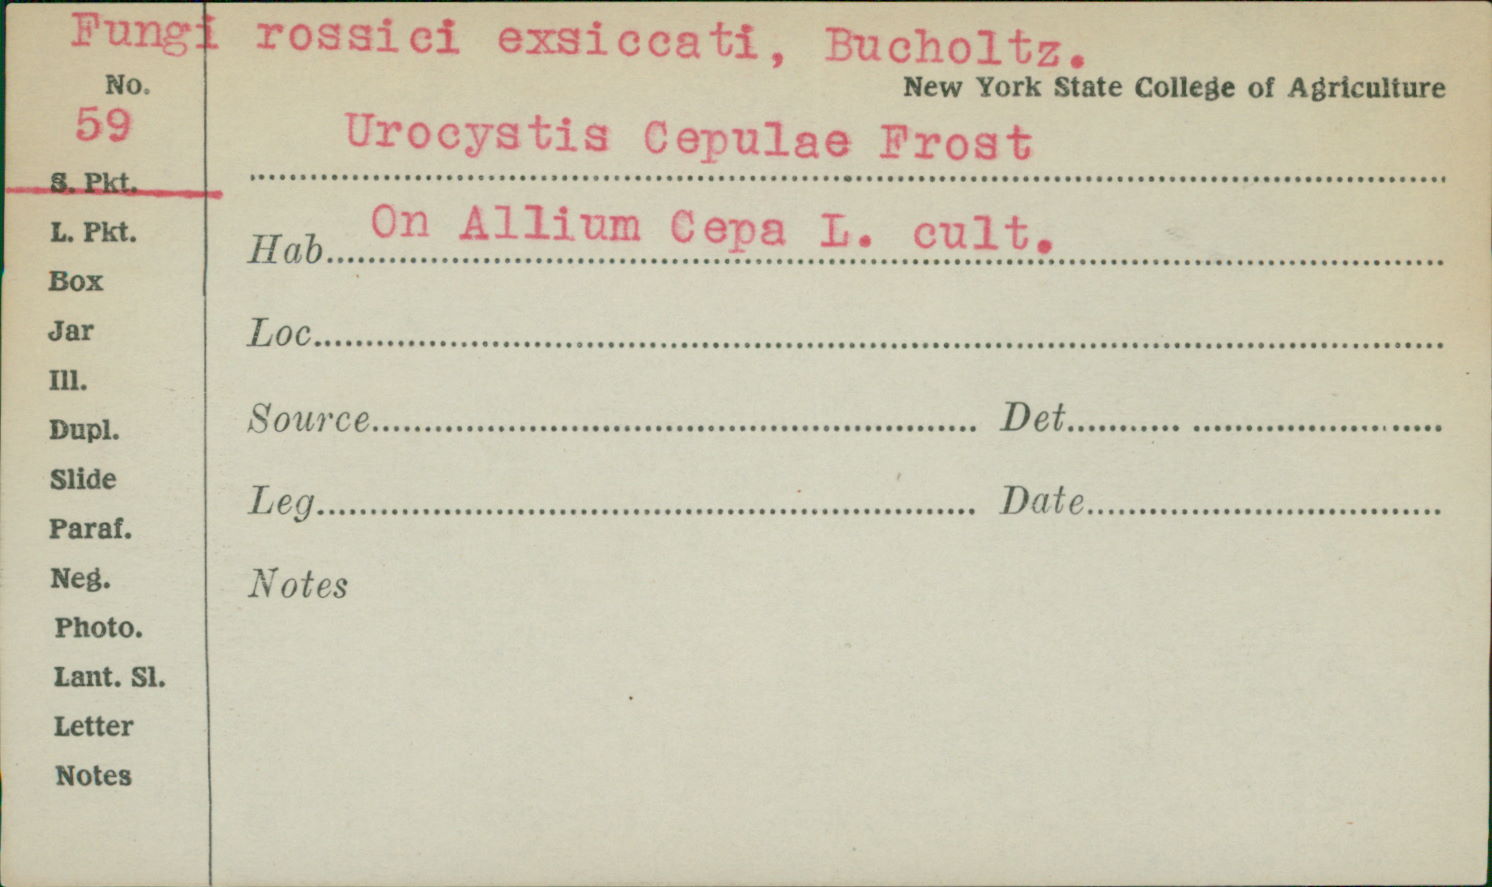 Fungi rossici exsiccati, Bucholtz.
No.
New York State College of Agriculture
59
Urocystis Cepulae Frost
S. Pkt.
On Allium Cepa L. cult.
L. Pkt.
Hab.
Box
Jar
Loc.
Ill.
Dupl.
Source
Det.
Slide
Leg.
Date
Paraf.
Neg.
Notes
Photo.
Lant. Sl.
Letter
Notes